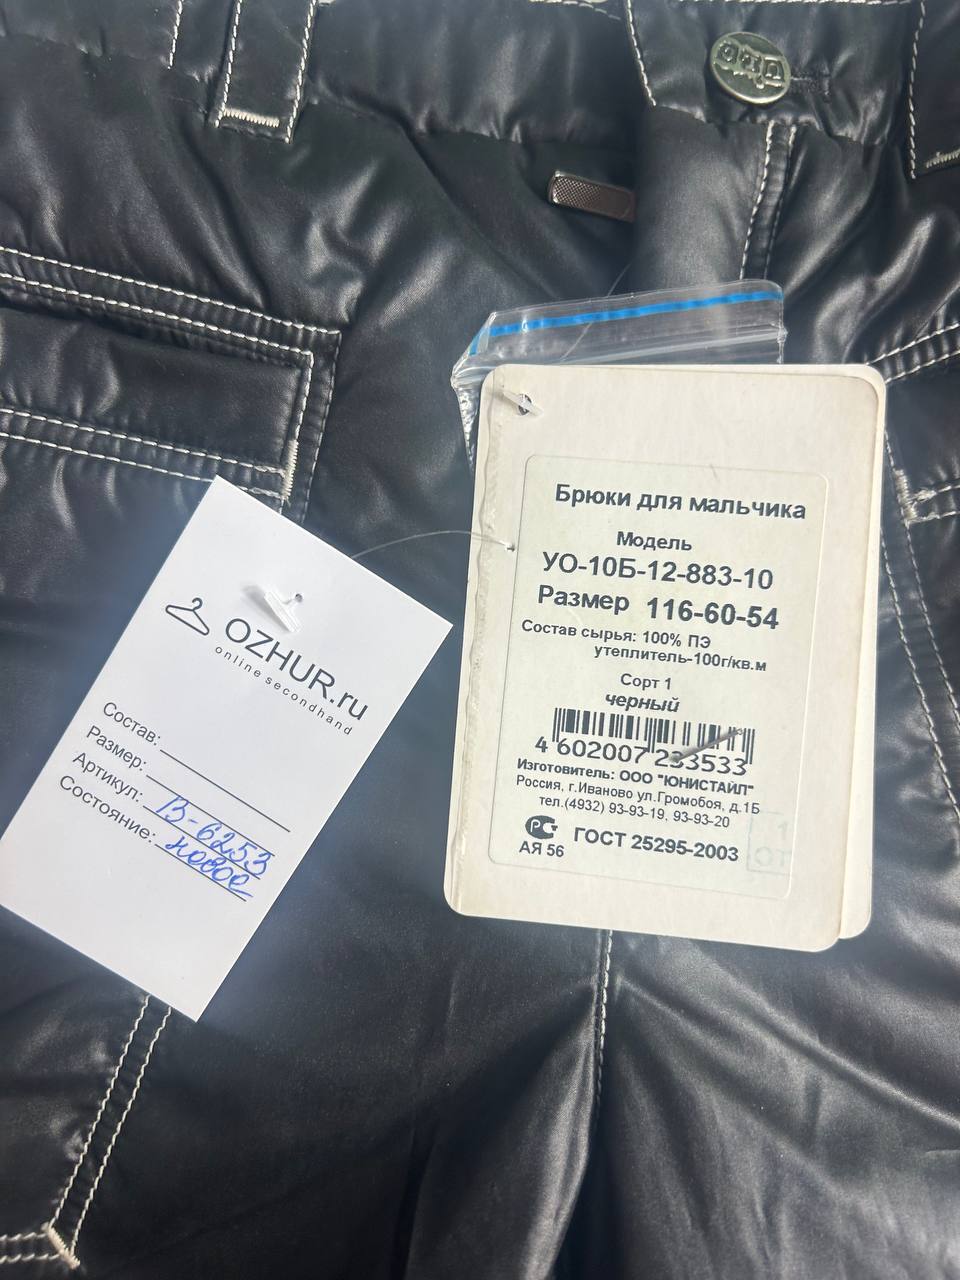 OZHUR.ru
online secondhand
Состав:
Размер:
Артикул: В-6253
Состояние: новое
Брюки для мальчика
Модель
УО-10Б-12-883-10
Размер 116-60-54
Состав сырья: 100% ПЭ
утеплитель-100г/кв.м
Сорт 1
черный
4 602007 233533
Изготовитель: ООО "ЮНИСТАЙЛ"
Россия, г.Иваново ул.Громобоя, д.1Б
тел.(4932) 93-93-19, 93-93-20
АЯ 56
ГОСТ 25295-2003